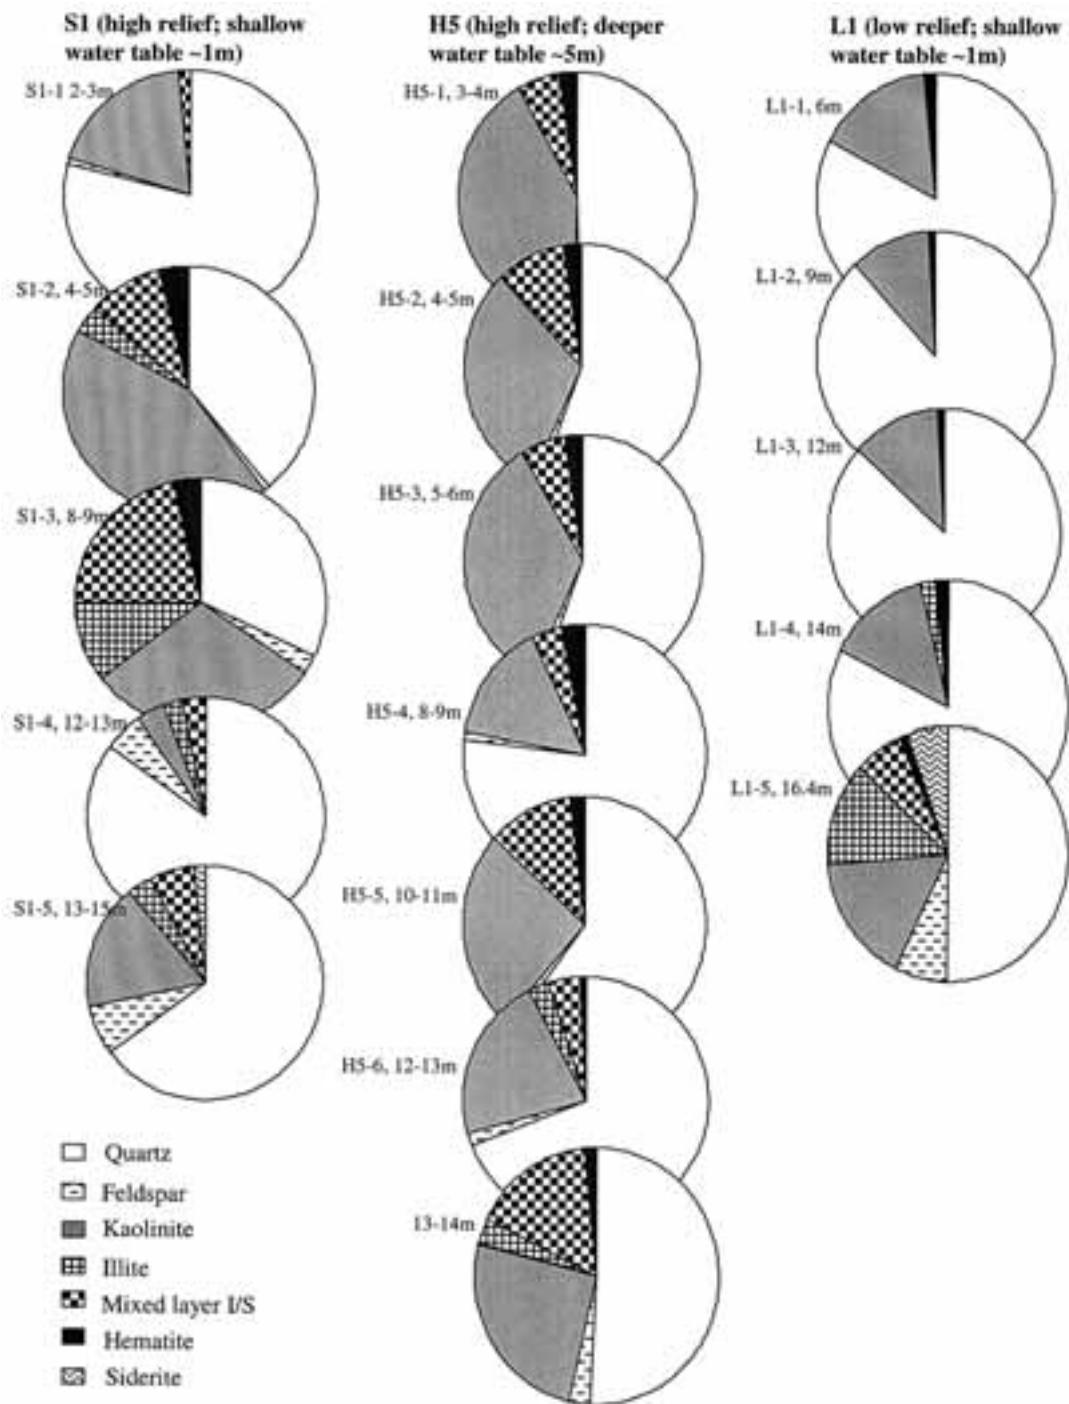 S1 (high relief; shallow
water table ~1m)
S1-1 2-3m
S1-2, 4-5m
S1-3, 8-9m
S1-4, 12-13m
S1-5, 13-15m
H5 (high relief; deeper
water table ~5m)
H5-1, 3-4m
H5-2, 4-5m
H5-3, 5-6m
H5-4, 8-9m
H5-5, 10-11m
H5-6, 12-13m
13-14m
L1 (low relief; shallow
water table ~1m)
L1-1, 6m
L1-2, 9m
L1-3, 12m
L1-4, 14m
L1-5, 16.4m
Quartz
Feldspar
Kaolinite
Illite
Mixed layer I/S
Hematite
Siderite